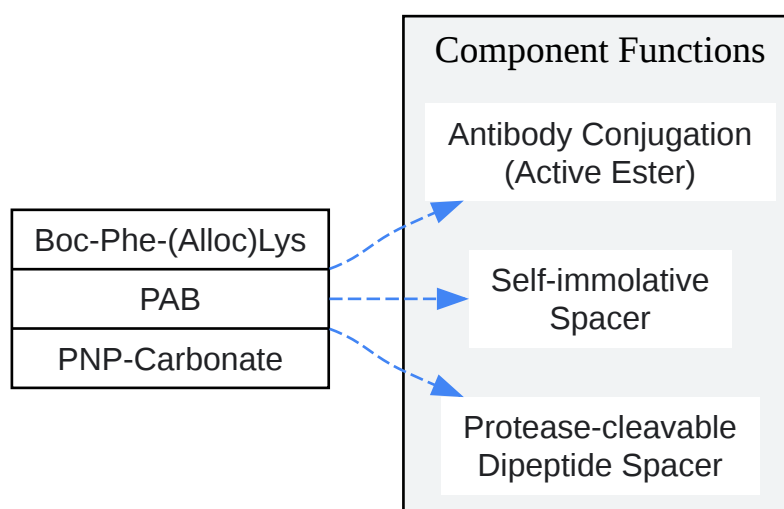 Component Functions
Antibody Conjugation
(Active Ester)
Boc-Phe-(Alloc)Lys
PAB
PNP-Carbonate
Self-immolative
Spacer
Protease-cleavable
Dipeptide Spacer